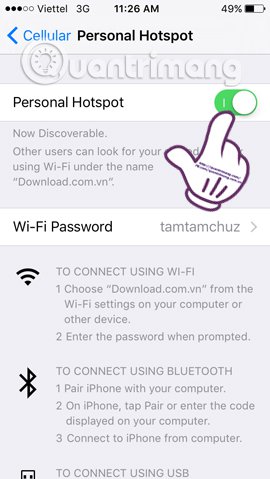 Viettel 3G 11:26 AM 49%
Cellular Personal Hotspot
Quantrimang
Personal Hotspot
Now Discoverable.
Other users can look for your
using Wi-Fi under the name
“Download.com.vn”.
Wi-Fi Password tamtamchuz
TO CONNECT USING WI-FI
1 Choose “Download.com.vn” from the
Wi-Fi settings on your computer or
other device.
2 Enter the password when prompted.
TO CONNECT USING BLUETOOTH
1 Pair iPhone with your computer.
2 On iPhone, tap Pair or enter the code
displayed on your computer.
3 Connect to iPhone from computer.
TO CONNECT USING USB